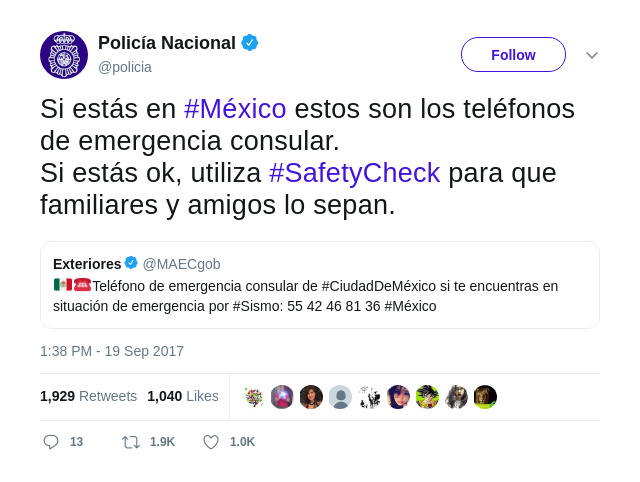 Policía Nacional
@policia
Follow
Si estás en #México estos son los teléfonos
de emergencia consular.
Si estás ok, utiliza #SafetyCheck para que
familiares y amigos lo sepan.
Exteriores @MAECgob
🇲🇽☎️Teléfono de emergencia consular de #CiudadDeMéxico si te encuentras en
situación de emergencia por #Sismo: 55 42 46 81 36 #México
1:38 PM - 19 Sep 2017
1,929 Retweets 1,040 Likes
13 1.9K 1.0K